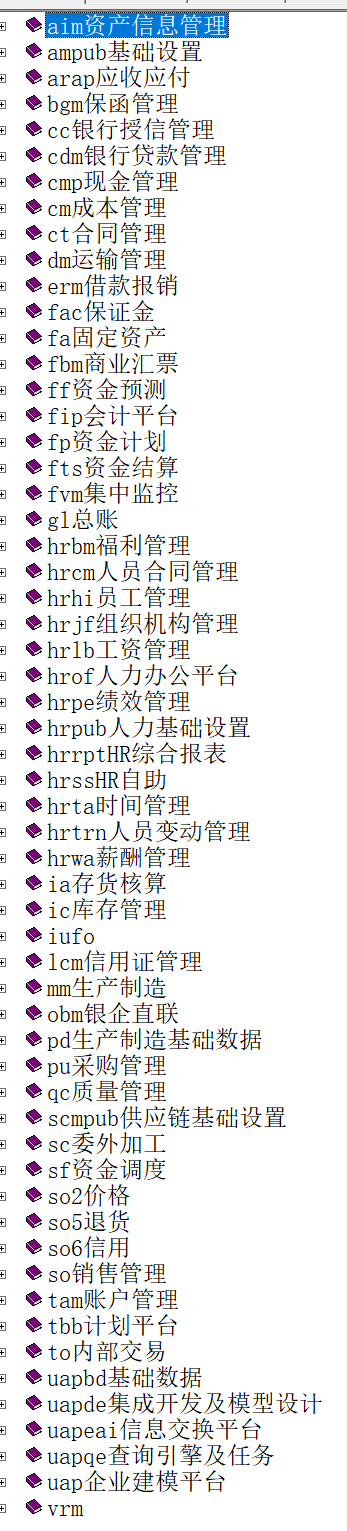 aim资产信息管理
ampub基础设置
arap应收应付
bgm保函管理
cc银行授信管理
cdm银行贷款管理
cmp现金管理
cm成本管理
ct合同管理
dm运输管理
erm借款报销
fac保证金
fa固定资产
fbm商业汇票
ff资金预测
fip会计平台
fp资金计划
fts资金结算
fvm集中监控
gl总账
hrbm福利管理
hrcm人员合同管理
hrhi员工管理
hrjf组织机构管理
hrlb工资管理
hrof人力办公平台
hrpe绩效管理
hrpub人力基础设置
hrrptHR综合报表
hrssHR自助
hrta时间管理
hrtrn人员变动管理
hrwa薪酬管理
ia存货核算
ic库存管理
iufo
lcm信用证管理
mm生产制造
obm银企直联
pd生产制造基础数据
pu采购管理
qc质量管理
scmpub供应链基础设置
sc委外加工
sf资金调度
so2价格
so5退货
so6信用
so销售管理
tam账户管理
tbb计划平台
to内部交易
uapbd基础数据
uapde集成开发及模型设计
uapeai信息交换平台
uapqe查询引擎及任务
uap企业建模平台
vrm